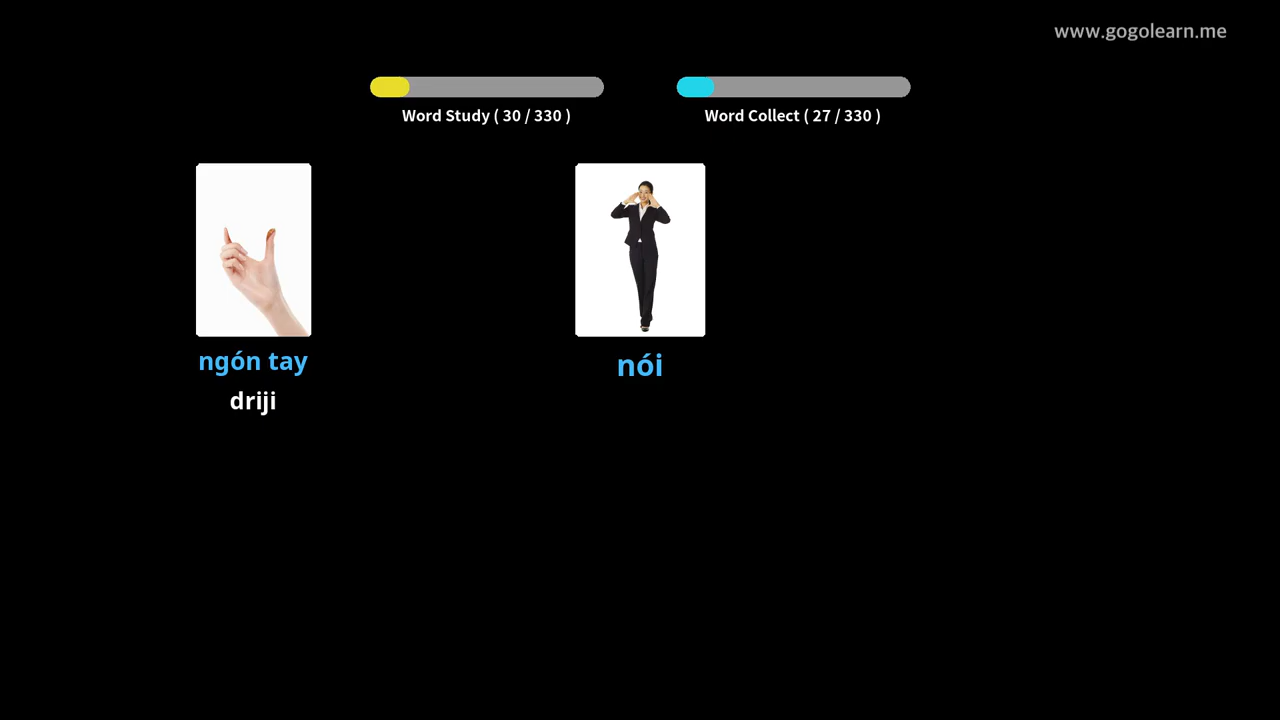 www.gogolearn.me
Word Study ( 30 / 330 )
Word Collect ( 27 / 330 )
ngón tay
driji
nói